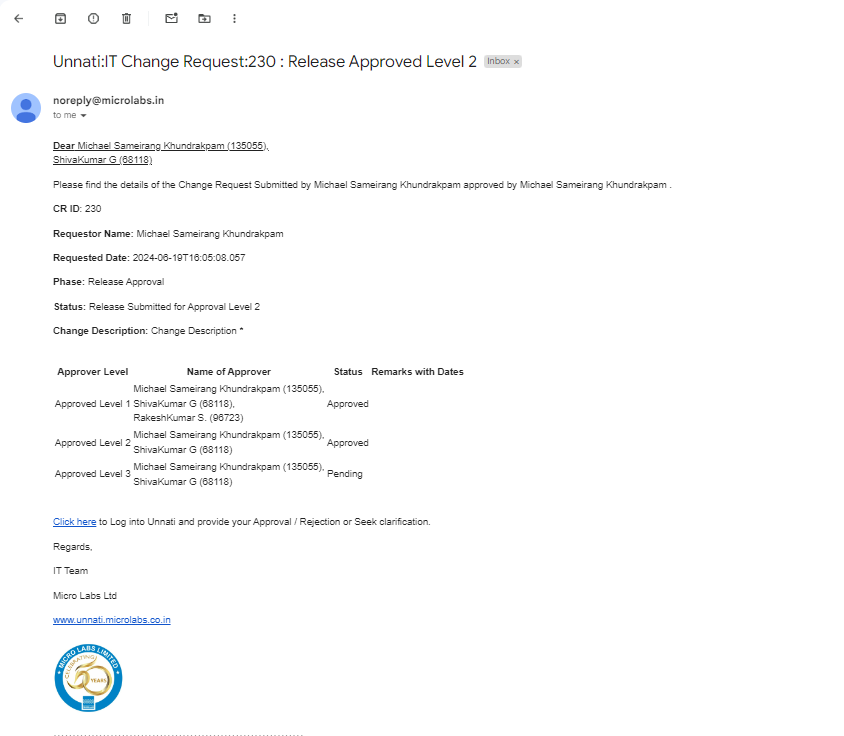 Unnati:IT Change Request:230 : Release Approved Level 2 Inbox ×
noreply@microlabs.in
to me
Dear Michael Sameirang Khundrakpam (135055),
ShivaKumar G (68118)
Please find the details of the Change Request Submitted by Michael Sameirang Khundrakpam approved by Michael Sameirang Khundrakpam .
CR ID: 230
Requestor Name: Michael Sameirang Khundrakpam
Requested Date: 2024-06-19T16:05:08.057
Phase: Release Approval
Status: Release Submitted for Approval Level 2
Change Description: Change Description *
Approver Level Name of Approver Status Remarks with Dates
Michael Sameirang Khundrakpam (135055),
Approved Level 1 ShivaKumar G (68118), Approved
RakeshKumar S. (96723)
Michael Sameirang Khundrakpam (135055),
Approved Level 2 Approved
ShivaKumar G (68118)
Michael Sameirang Khundrakpam (135055),
Approved Level 3 Pending
ShivaKumar G (68118)
Click here to Log into Unnati and provide your Approval / Rejection or Seek clarification.
Regards,
IT Team
Micro Labs Ltd
www.unnati.microlabs.co.in
MICRO LABS LIMITED
CELEBRATING
50 YEARS